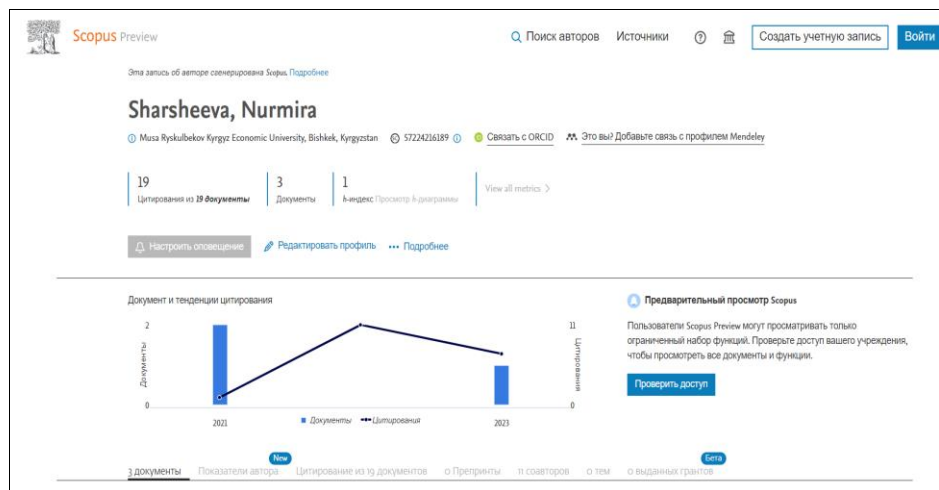 Scopus Preview
Поиск авторов Источники Создать учетную запись Войти
Эта запись об авторе сгенерирована Scopus. Подробнее
Sharsheeva, Nurmira
Musa Ryskulbekov Kyrgyz Economic University, Bishkek, Kyrgyzstan 57224216189 Связать с ORCID Это вы? Добавьте связь с профилем Mendeley
19 3 1
Цитирования из 19 документы Документы h-индекс Просмотр h-диаграммы View all metrics >
Настроить оповещение Редактировать профиль ••• Подробнее
Документ и тенденции цитирования
2 11
Документы
Цитирования
0 0
2021 Документы Цитирования 2023
Предварительный просмотр Scopus
Пользователи Scopus Preview могут просматривать только
ограниченный набор функций. Проверьте доступ вашего учреждения,
чтобы просмотреть все документы и функции.
Проверить доступ
New Бета
3 документы Показатели автора Цитирование из 19 документов 0 Препринты 11 соавторов 0 тем 0 выданных грантов